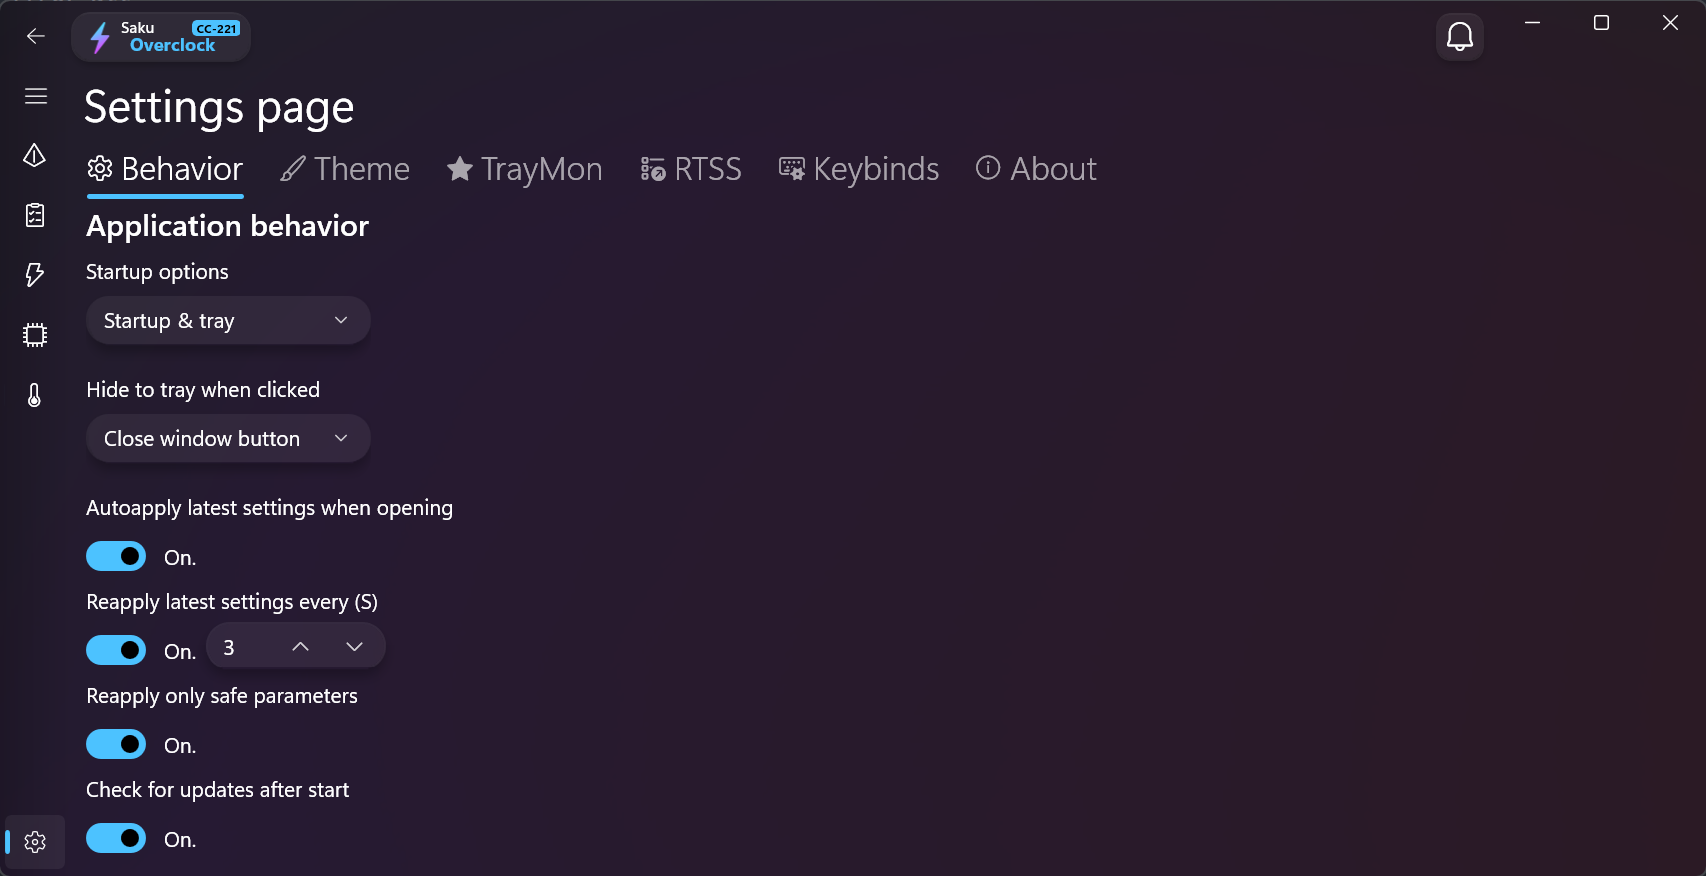 Saku CC-221
Overclock
Settings page
Behavior Theme TrayMon RTSS Keybinds About
Application behavior
Startup options
Startup & tray
Hide to tray when clicked
Close window button
Autoapply latest settings when opening
On.
Reapply latest settings every (S)
On. 3
Reapply only safe parameters
On.
Check for updates after start
On.